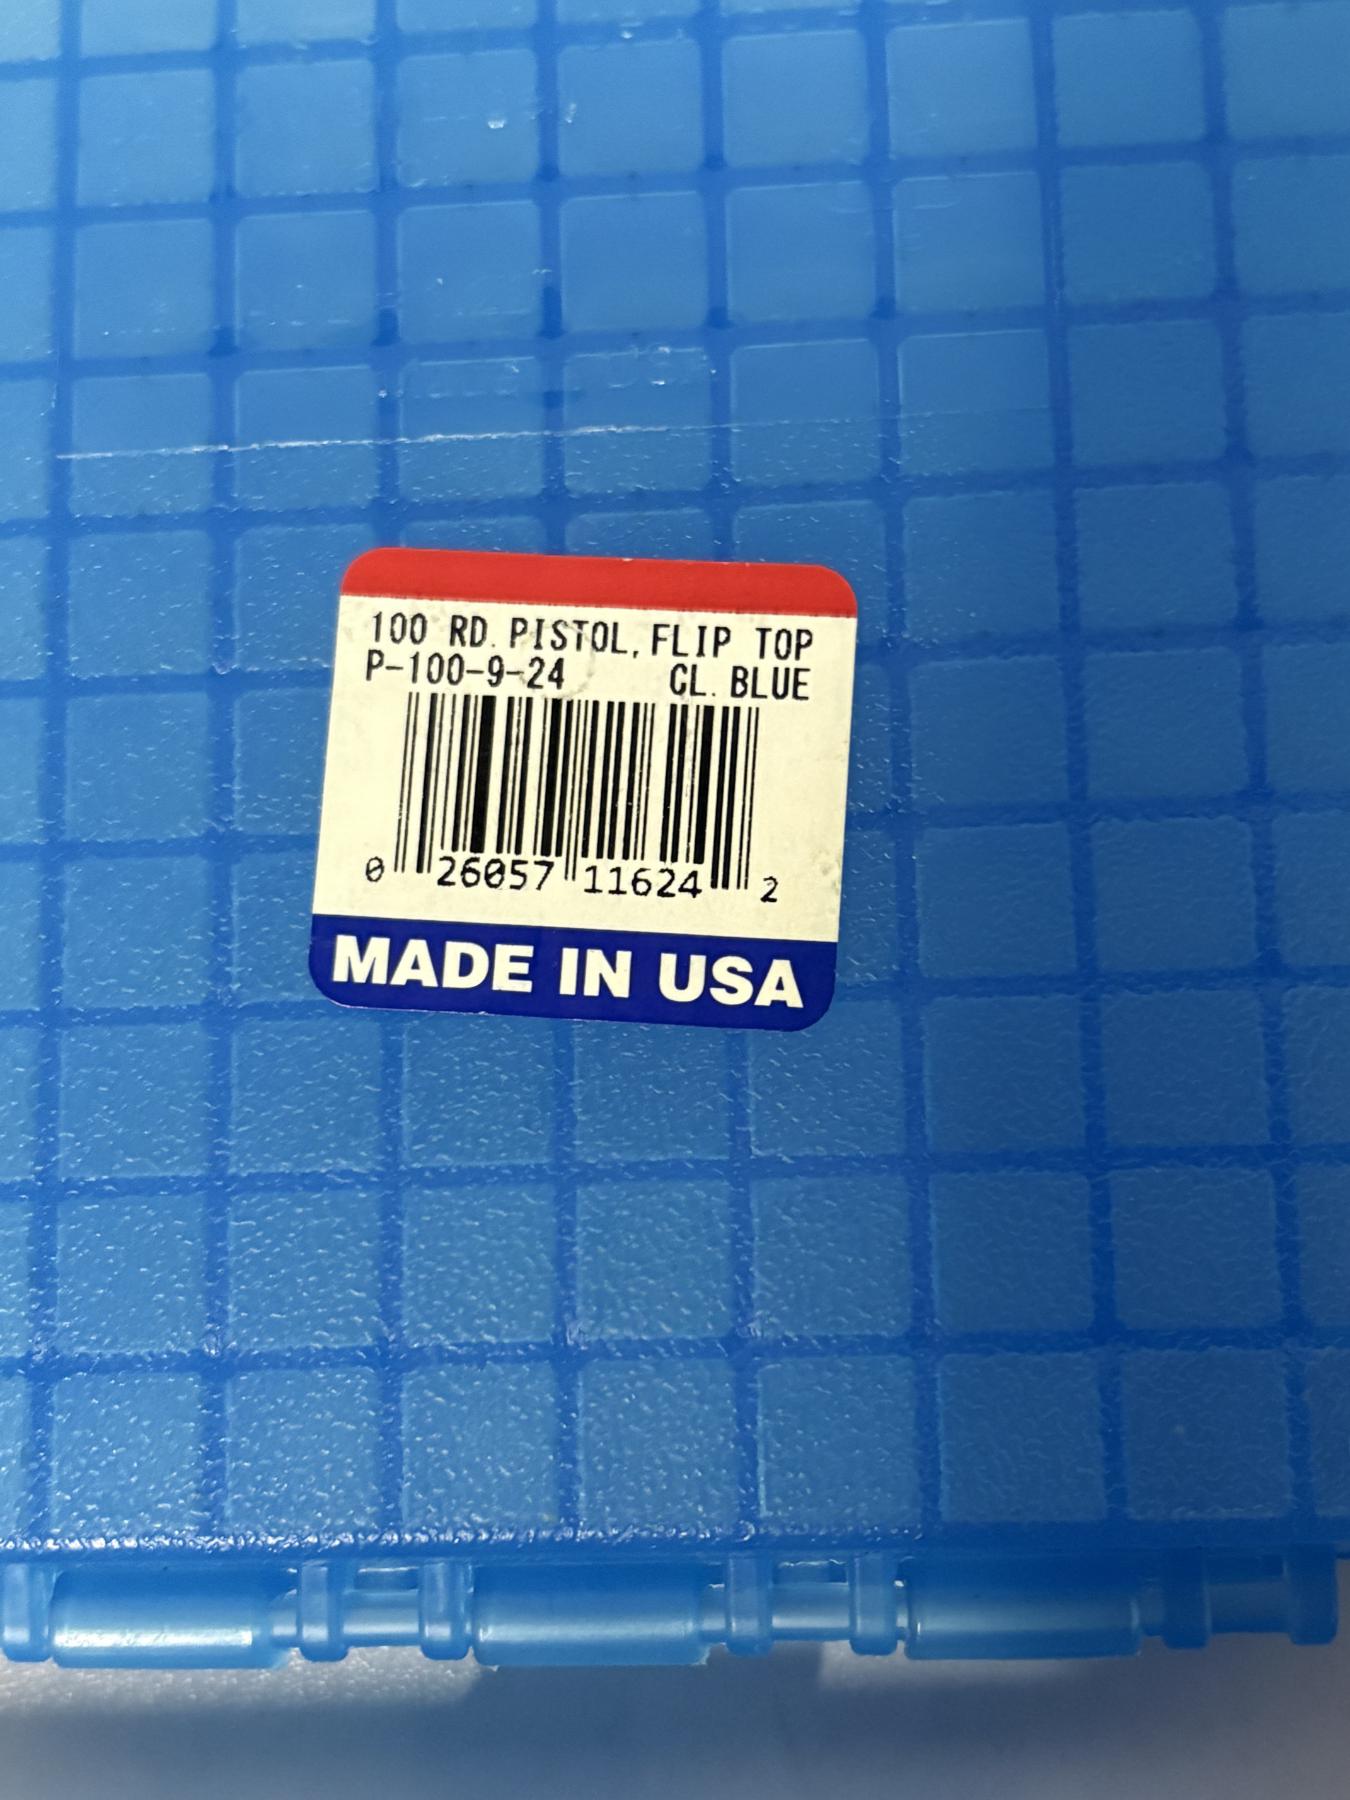 100 RD. PISTOL, FLIP TOP
P-100-9-24 CL. BLUE
0 26057 11624 2
MADE IN USA